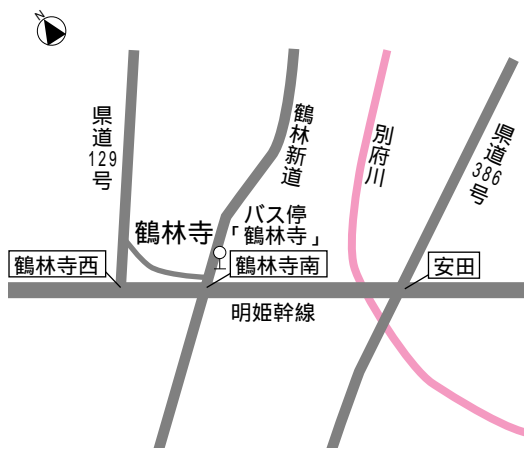 N
県道129号
鶴林新道
別府川
県道386号
鶴林寺
バス停
「鶴林寺」
鶴林寺西
鶴林寺南
安田
明姫幹線